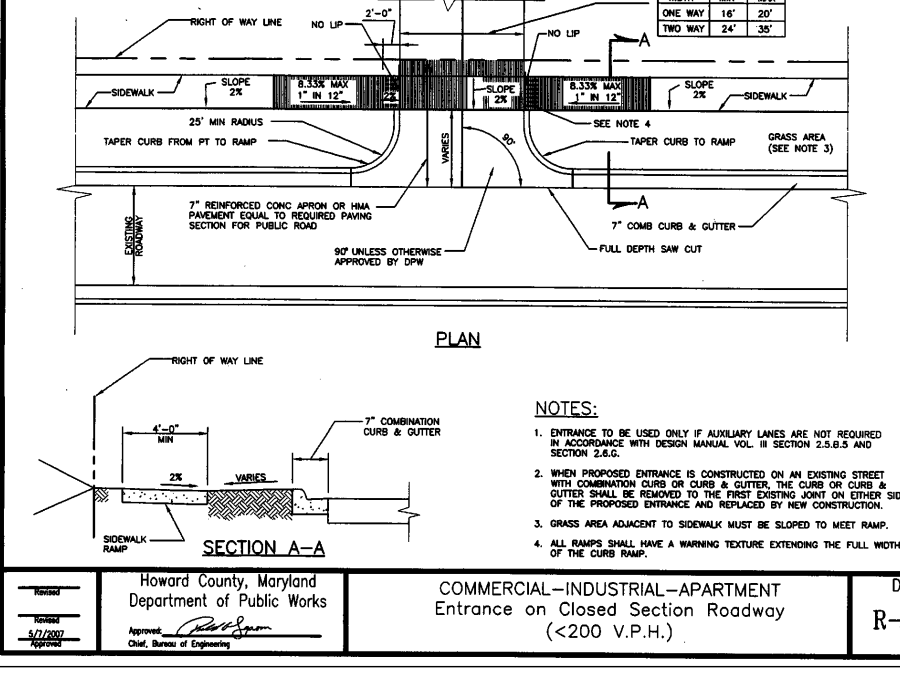 ONE WAY 16' 20'
TWO WAY 24' 35'
2'-0"
RIGHT OF WAY LINE
NO LIP
NO LIP
A
SIDEWALK
SLOPE
2%
8.33% MAX
1" IN 12"
2%
SLOPE
2%
8.33% MAX
1" IN 12"
SLOPE
2%
SIDEWALK
25' MIN RADIUS
TAPER CURB FROM PT TO RAMP
VARIES
90°
SEE NOTE 4
TAPER CURB TO RAMP
GRASS AREA
(SEE NOTE 3)
A
7" REINFORCED CONC APRON OR HMA
PAVEMENT EQUAL TO REQUIRED PAVING
SECTION FOR PUBLIC ROAD
7" COMB CURB & GUTTER
EXISTING
ROADWAY
90° UNLESS OTHERWISE
APPROVED BY DPW
FULL DEPTH SAW CUT
PLAN
RIGHT OF WAY LINE
4'-0"
MIN
7" COMBINATION
CURB & GUTTER
2%
VARIES
SIDEWALK
RAMP
SECTION A-A
NOTES:
1. ENTRANCE TO BE USED ONLY IF AUXILIARY LANES ARE NOT REQUIRED
IN ACCORDANCE WITH DESIGN MANUAL VOL. III SECTION 2.5.B.5 AND
SECTION 2.6.G.
2. WHEN PROPOSED ENTRANCE IS CONSTRUCTED ON AN EXISTING STREET
WITH COMBINATION CURB OR CURB & GUTTER, THE CURB OR CURB &
GUTTER SHALL BE REMOVED TO THE FIRST EXISTING JOINT ON EITHER SID
OF THE PROPOSED ENTRANCE AND REPLACED BY NEW CONSTRUCTION.
3. GRASS AREA ADJACENT TO SIDEWALK MUST BE SLOPED TO MEET RAMP.
4. ALL RAMPS SHALL HAVE A WARNING TEXTURE EXTENDING THE FULL WIDTH
OF THE CURB RAMP.
Revised
Revised
5/7/2007
Approved
Howard County, Maryland
Department of Public Works
Approved:
Chief, Bureau of Engineering
COMMERCIAL-INDUSTRIAL-APARTMENT
Entrance on Closed Section Roadway
(<200 V.P.H.)
D
R-